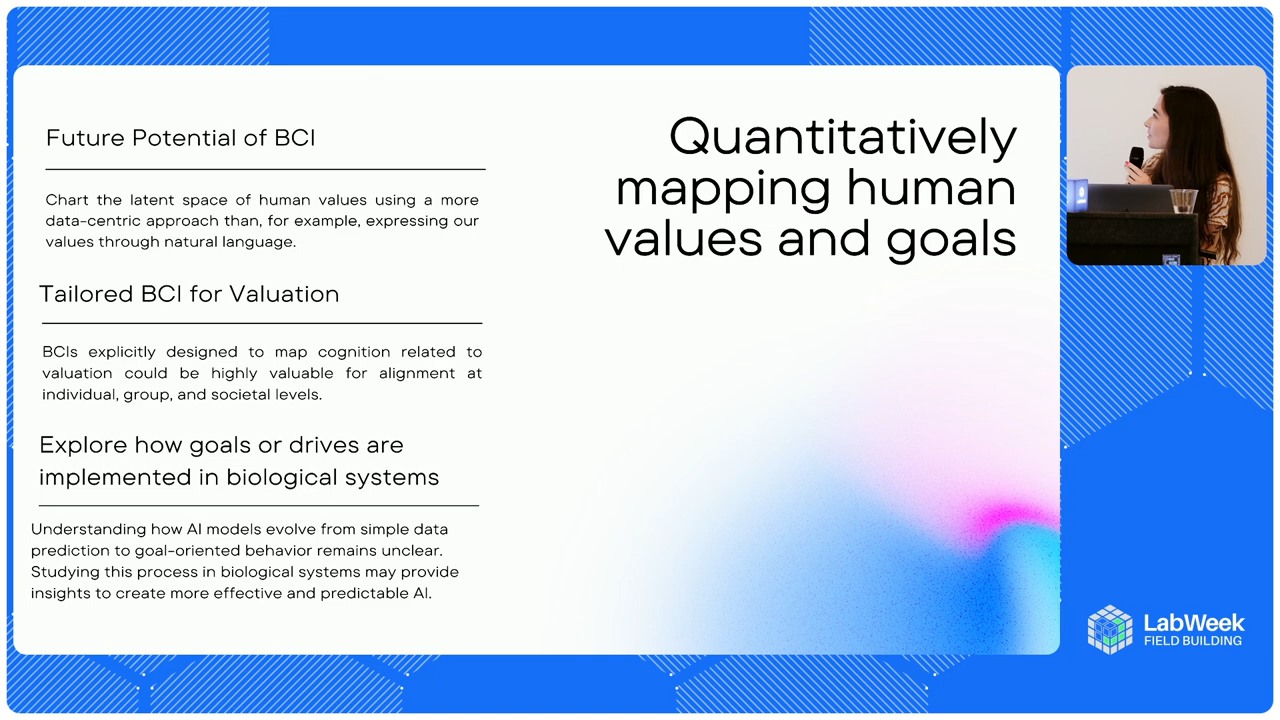 Quantitatively
mapping human
values and goals
Future Potential of BCI
Chart the latent space of human values using a more
data-centric approach than, for example, expressing our
values through natural language.
Tailored BCI for Valuation
BCIs explicitly designed to map cognition related to
valuation could be highly valuable for alignment at
individual, group, and societal levels.
Explore how goals or drives are
implemented in biological systems
Understanding how AI models evolve from simple data
prediction to goal-oriented behavior remains unclear.
Studying this process in biological systems may provide
insights to create more effective and predictable AI.
LabWeek
FIELD BUILDING